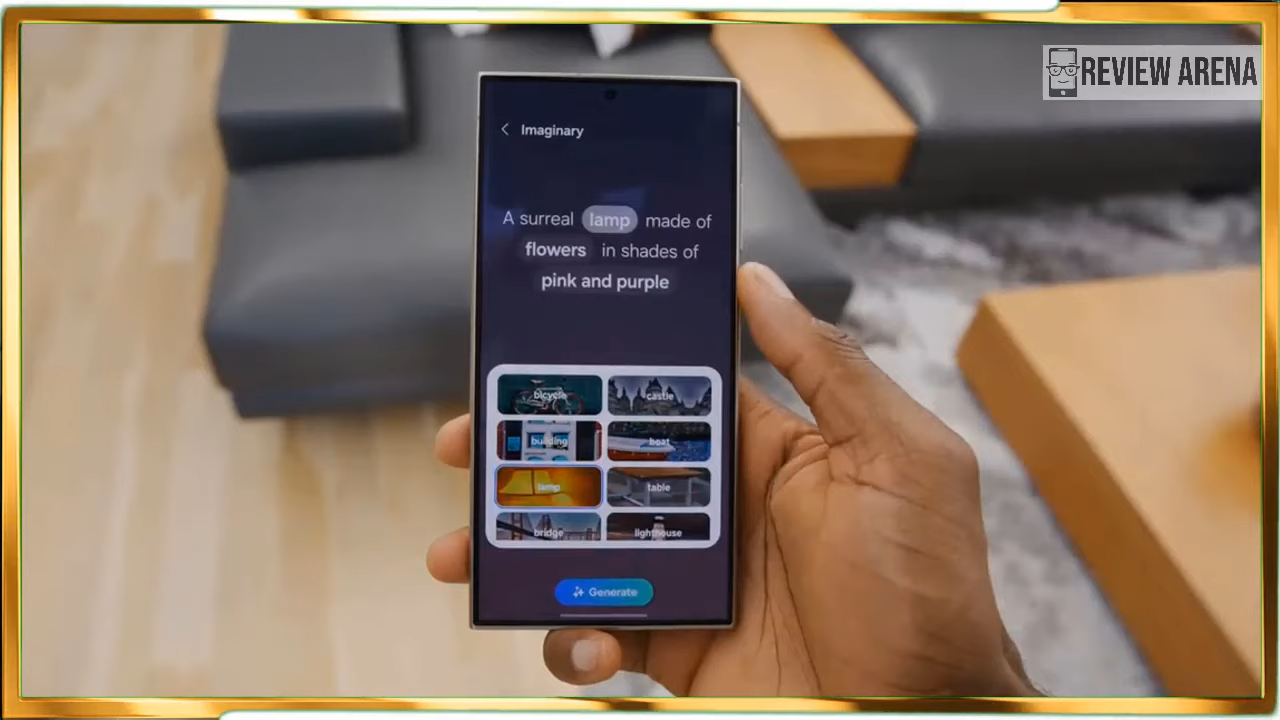 REVIEW ARENA
Imaginary
A surreal lamp made of
flowers in shades of
pink and purple
bicycle castle
building boat
lamp table
bridge lighthouse
Generate